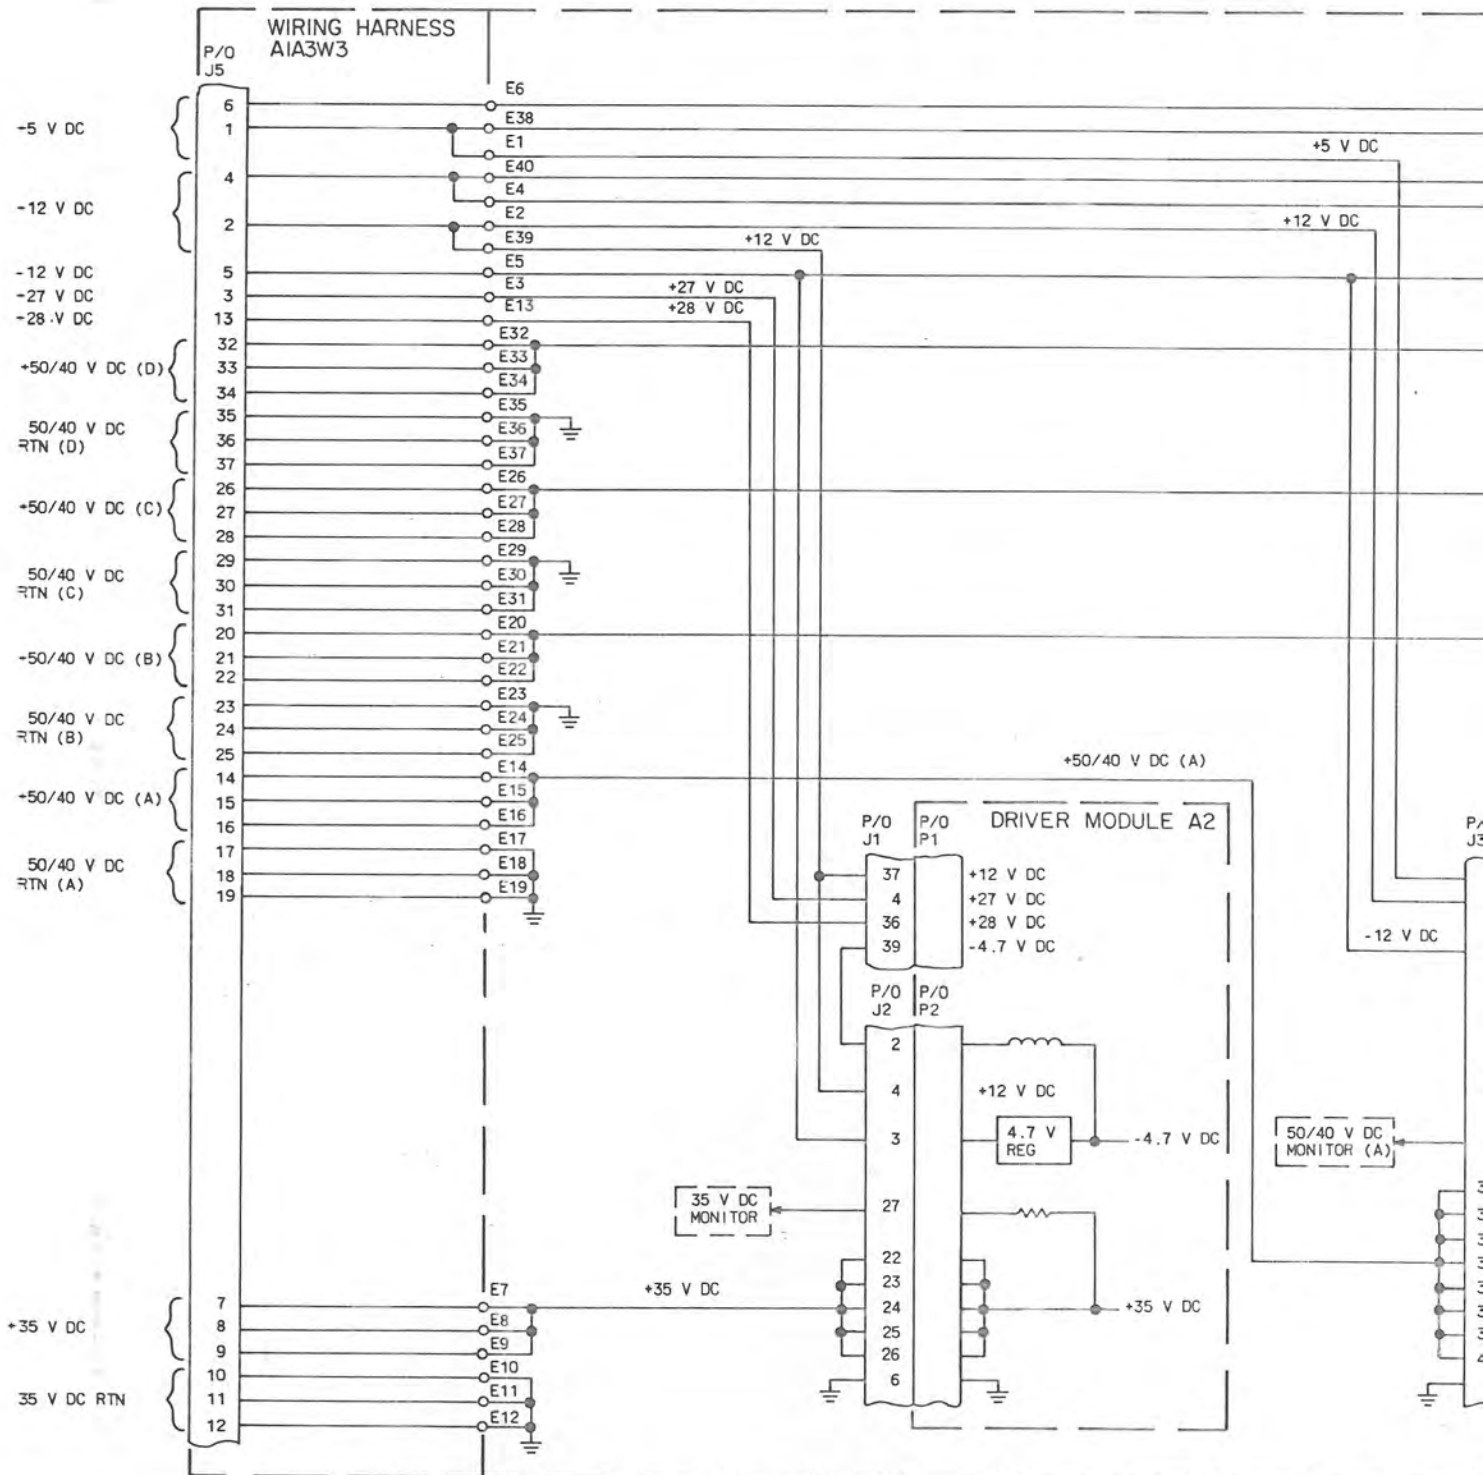 WIRING HARNESS
A1A3W3
P/O
J5
+5 V DC
6
1
E6
E38
E1
+5 V DC
-12 V DC
4
2
E40
E4
E2
E39
+12 V DC
+12 V DC
-12 V DC
5
E5
-27 V DC
3
E3
+27 V DC
-28 V DC
13
E13
+28 V DC
+50/40 V DC (D)
32
33
34
E32
E33
E34
50/40 V DC
RTN (D)
35
36
37
E35
E36
E37
+50/40 V DC (C)
26
27
28
E26
E27
E28
50/40 V DC
RTN (C)
29
30
31
E29
E30
E31
-50/40 V DC (B)
20
21
22
E20
E21
E22
50/40 V DC
RTN (B)
23
24
25
E23
E24
E25
+50/40 V DC (A)
14
15
16
E14
E15
E16
+50/40 V DC (A)
50/40 V DC
RTN (A)
17
18
19
E17
E18
E19
P/O
J1
P/O
P1
DRIVER MODULE A2
37
+12 V DC
4
+27 V DC
36
+28 V DC
39
-4.7 V DC
J3
-12 V DC
P/O
J2
P/O
P2
2
4
+12 V DC
3
4.7 V
REG
-4.7 V DC
50/40 V DC
MONITOR (A)
35 V DC
MONITOR
27
22
23
24
25
26
6
+35 V DC
+35 V DC
7
8
9
E7
E8
E9
+35 V DC
35 V DC RTN
10
11
12
E10
E11
E12